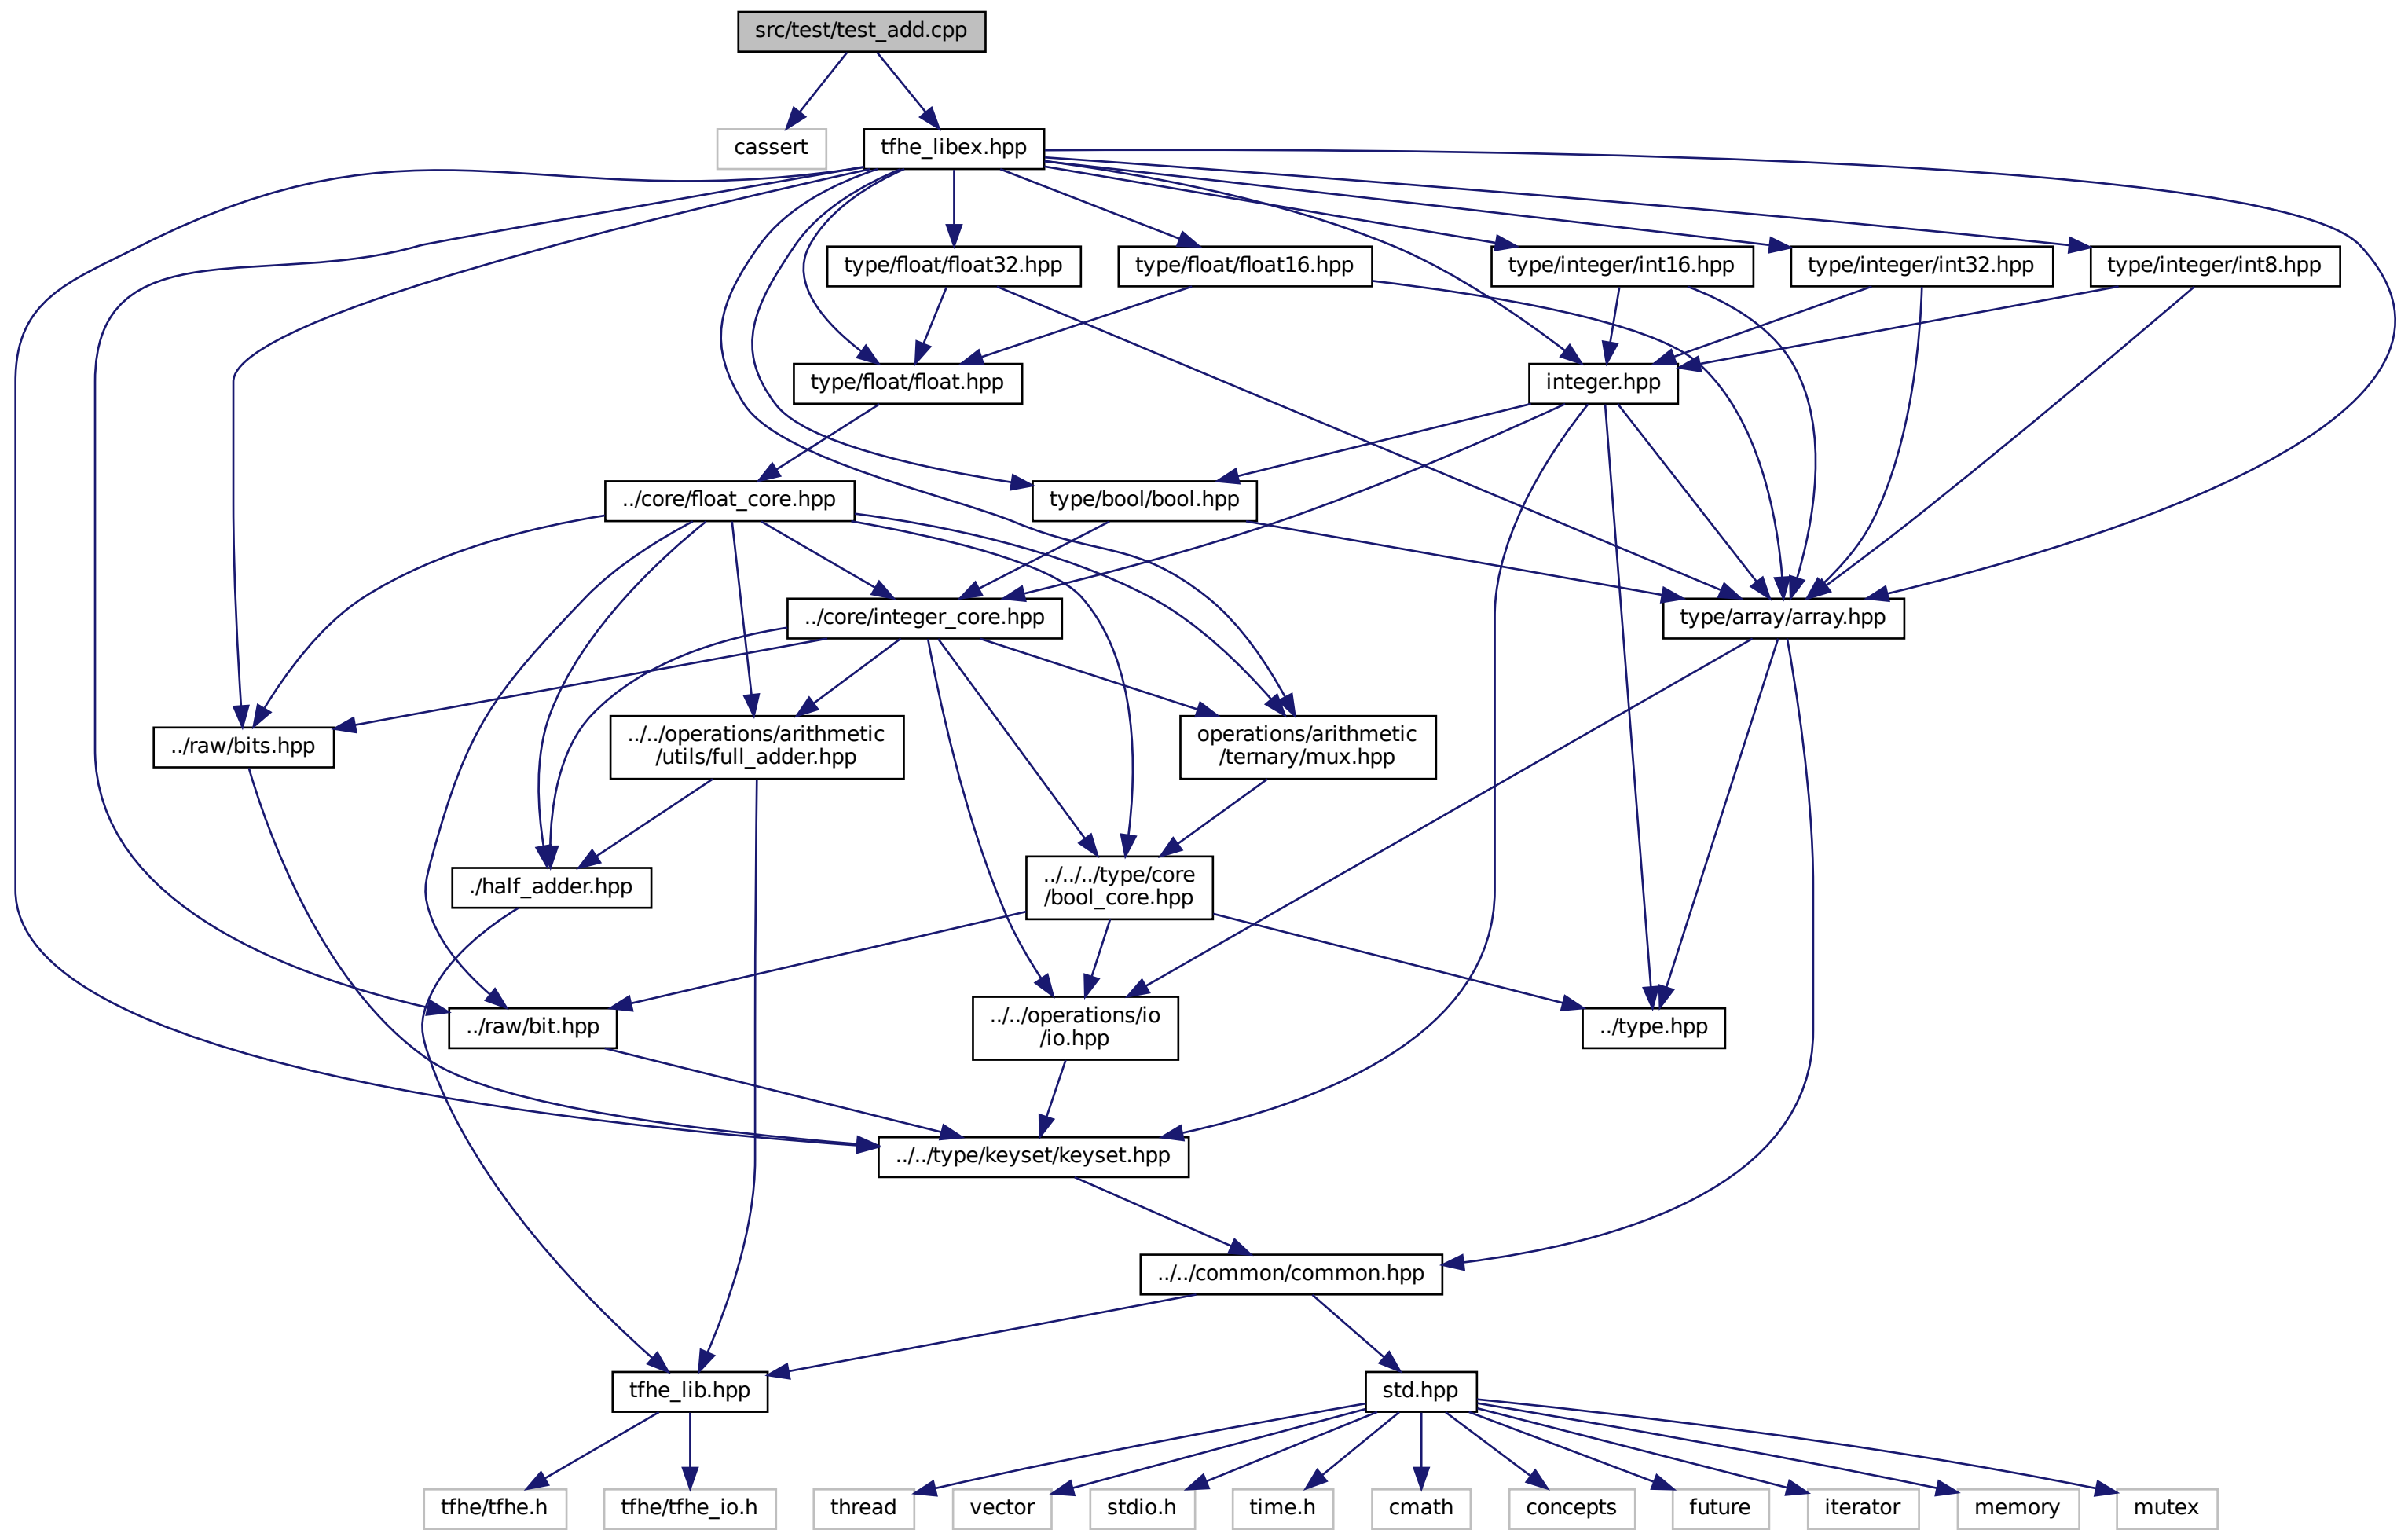 src/test/test_add.cpp
cassert
tfhe_libex.hpp
type/float/float32.hpp
type/float/float16.hpp
type/integer/int16.hpp
type/integer/int32.hpp
type/integer/int8.hpp
type/float/float.hpp
integer.hpp
../core/float_core.hpp
type/bool/bool.hpp
../core/integer_core.hpp
type/array/array.hpp
../raw/bits.hpp
../../operations/arithmetic
/utils/full_adder.hpp
operations/arithmetic
/ternary/mux.hpp
./half_adder.hpp
../../../type/core
/bool_core.hpp
../raw/bit.hpp
../../operations/io
/io.hpp
../type.hpp
../../type/keyset/keyset.hpp
../../common/common.hpp
tfhe_lib.hpp
std.hpp
tfhe/tfhe.h
tfhe/tfhe_io.h
thread
vector
stdio.h
time.h
cmath
concepts
future
iterator
memory
mutex